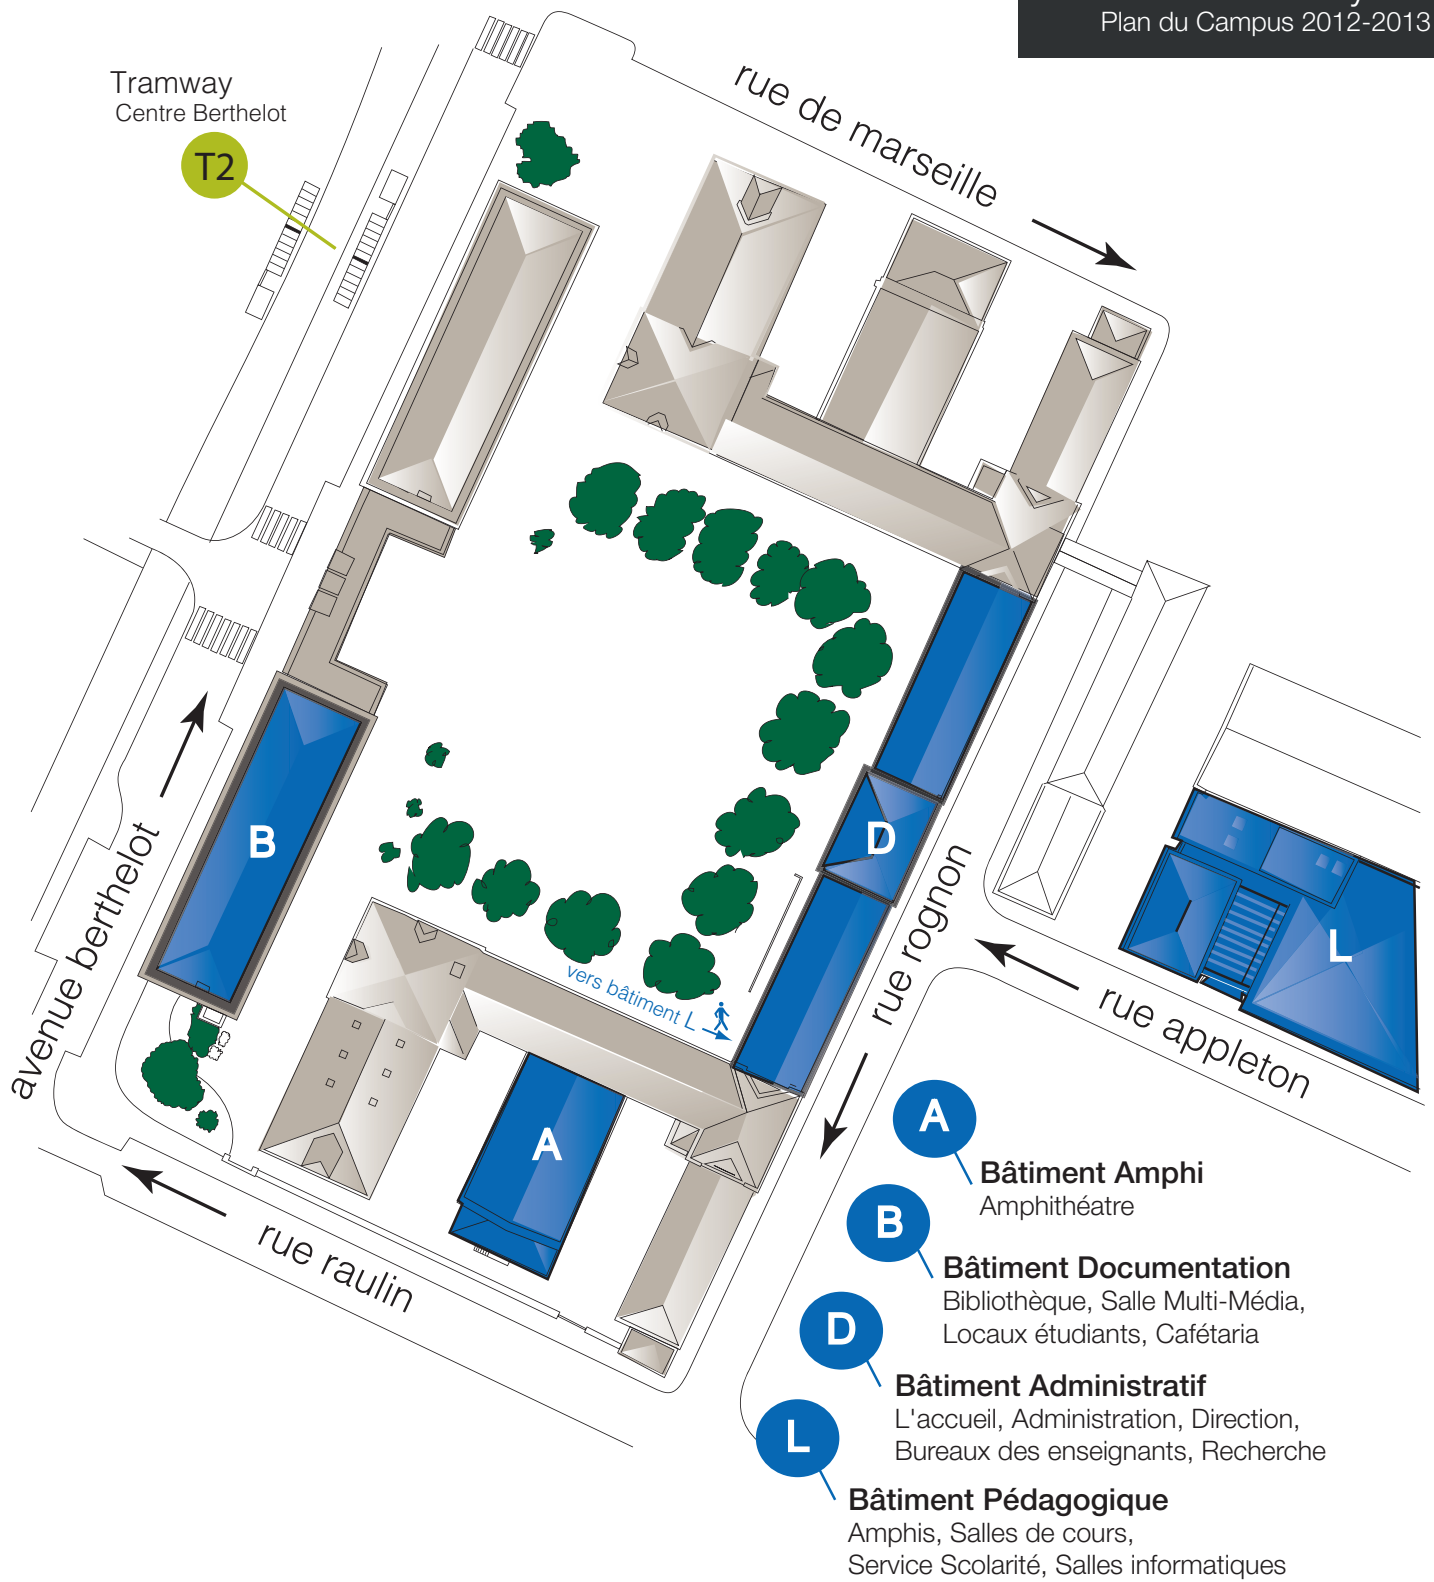 Plan du Campus 2012-2013
Tramway
Centre Berthelot
T2
rue de marseille
B
D
L
avenue berthelot
rue rognon
vers bâtiment L
rue appleton
A
rue raulin
A
Bâtiment Amphi
Amphithéatre
B
Bâtiment Documentation
Bibliothèque, Salle Multi-Média,
Locaux étudiants, Cafétaria
D
Bâtiment Administratif
L'accueil, Administration, Direction,
Bureaux des enseignants, Recherche
L
Bâtiment Pédagogique
Amphis, Salles de cours,
Service Scolarité, Salles informatiques